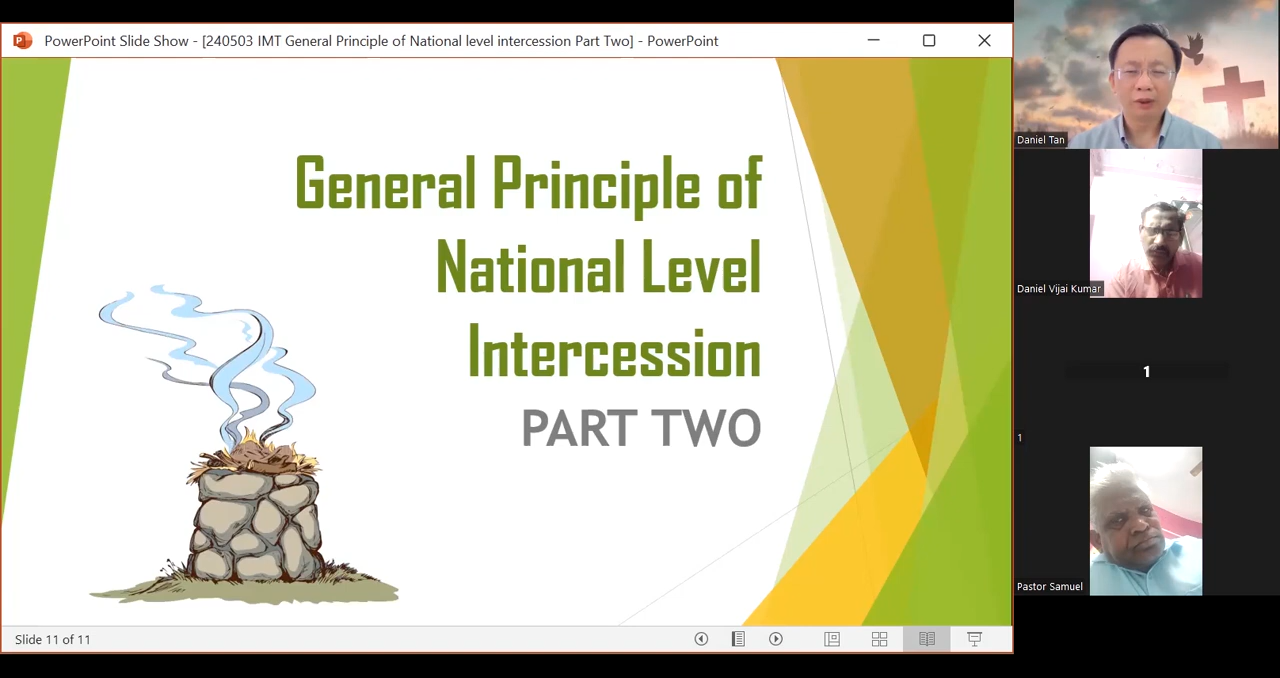 PowerPoint Slide Show - [240503 IMT General Principle of National level intercession Part Two] - PowerPoint
General Principle of
National Level
Intercession
PART TWO
Slide 11 of 11
Daniel Tan
Daniel Vijai Kumar
1
1
Pastor Samuel